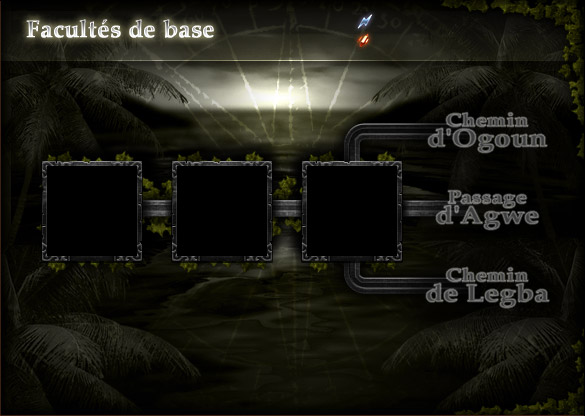 Facultés de base
Chemin
d'Ogoun
Passage
d'Agwe
Chemin
de Legba